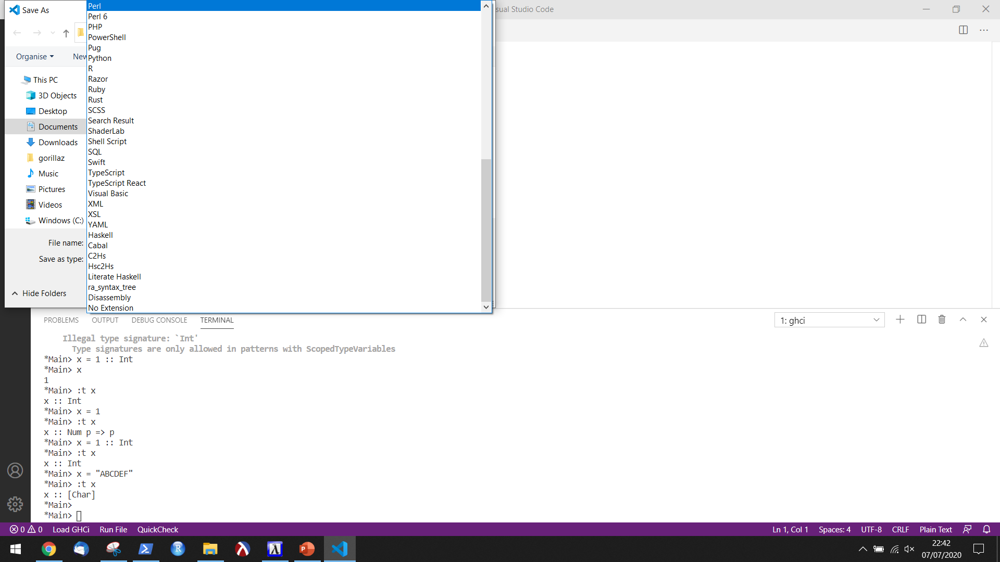 Save As
sual Studio Code
Organise
New
This PC
3D Objects
Desktop
Documents
Downloads
gorillaz
Music
Pictures
Videos
Windows (C:)
File name:
Save as type:
Hide Folders
Perl
Perl 6
PHP
PowerShell
Pug
Python
R
Razor
Ruby
Rust
SCSS
Search Result
ShaderLab
Shell Script
SQL
Swift
TypeScript
TypeScript React
Visual Basic
XML
XSL
YAML
Haskell
Cabal
C2Hs
Hsc2Hs
Literate Haskell
ra_syntax_tree
Disassembly
No Extension
PROBLEMS OUTPUT DEBUG CONSOLE TERMINAL
1: ghci
Illegal type signature: `Int'
Type signatures are only allowed in patterns with ScopedTypeVariables
*Main> x = 1 :: Int
*Main> x
1
*Main> :t x
x :: Int
*Main> x = 1
*Main> :t x
x :: Num p => p
*Main> x = 1 :: Int
*Main> :t x
x :: Int
*Main> x = "ABCDEF"
*Main> :t x
x :: [Char]
*Main>
*Main>
0 0 Load GHCi Run File QuickCheck
Ln 1, Col 1 Spaces: 4 UTF-8 CRLF Plain Text
22:42
07/07/2020